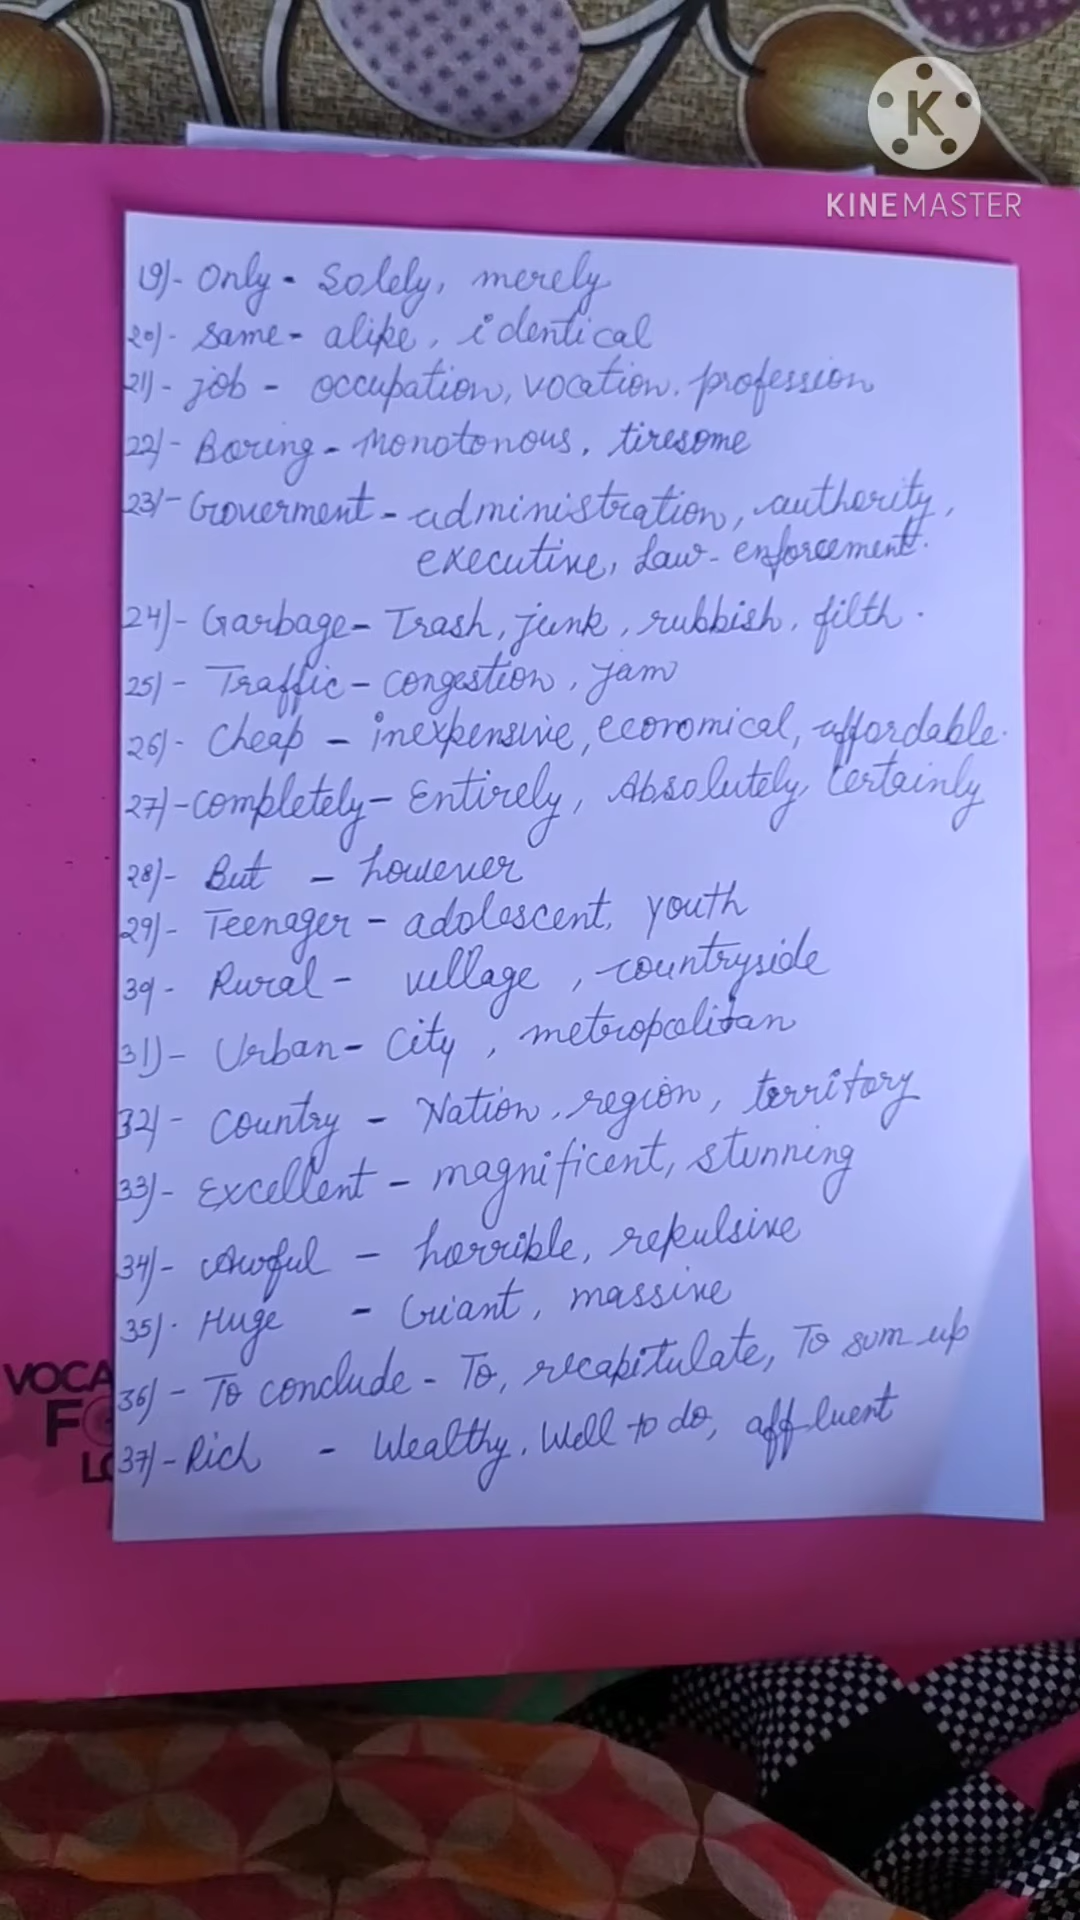 K
KINEMASTER
19)- Only - Solely, merely
20)- Same - alike, identical
21)- job - occupation, vocation, profession
22)- Boring - Monotonous, tiresome
23)- Goverment - administration, authority,
executive, Law-enforcement.
24)- Garbage - Trash, junk, rubbish, filth.
25)- Traffic - congestion, jam
26)- Cheap - inexpensive, economical, affordable.
27)- completely - Entirely, Absolutely, Certainly
28)- But - however
29)- Teenager - adolescent, youth
30)- Rural - village, countryside
31)- Urban - City, metropolitan
32)- Country - Nation, region, territory
33)- Excellent - magnificent, stunning
34)- Awful - horrible, repulsive
35)- Huge - Giant, massive
36)- To conclude - To, recapitulate, To sum up
37)- Rich - Wealthy, Well to do, affluent
VOCA
F
LO